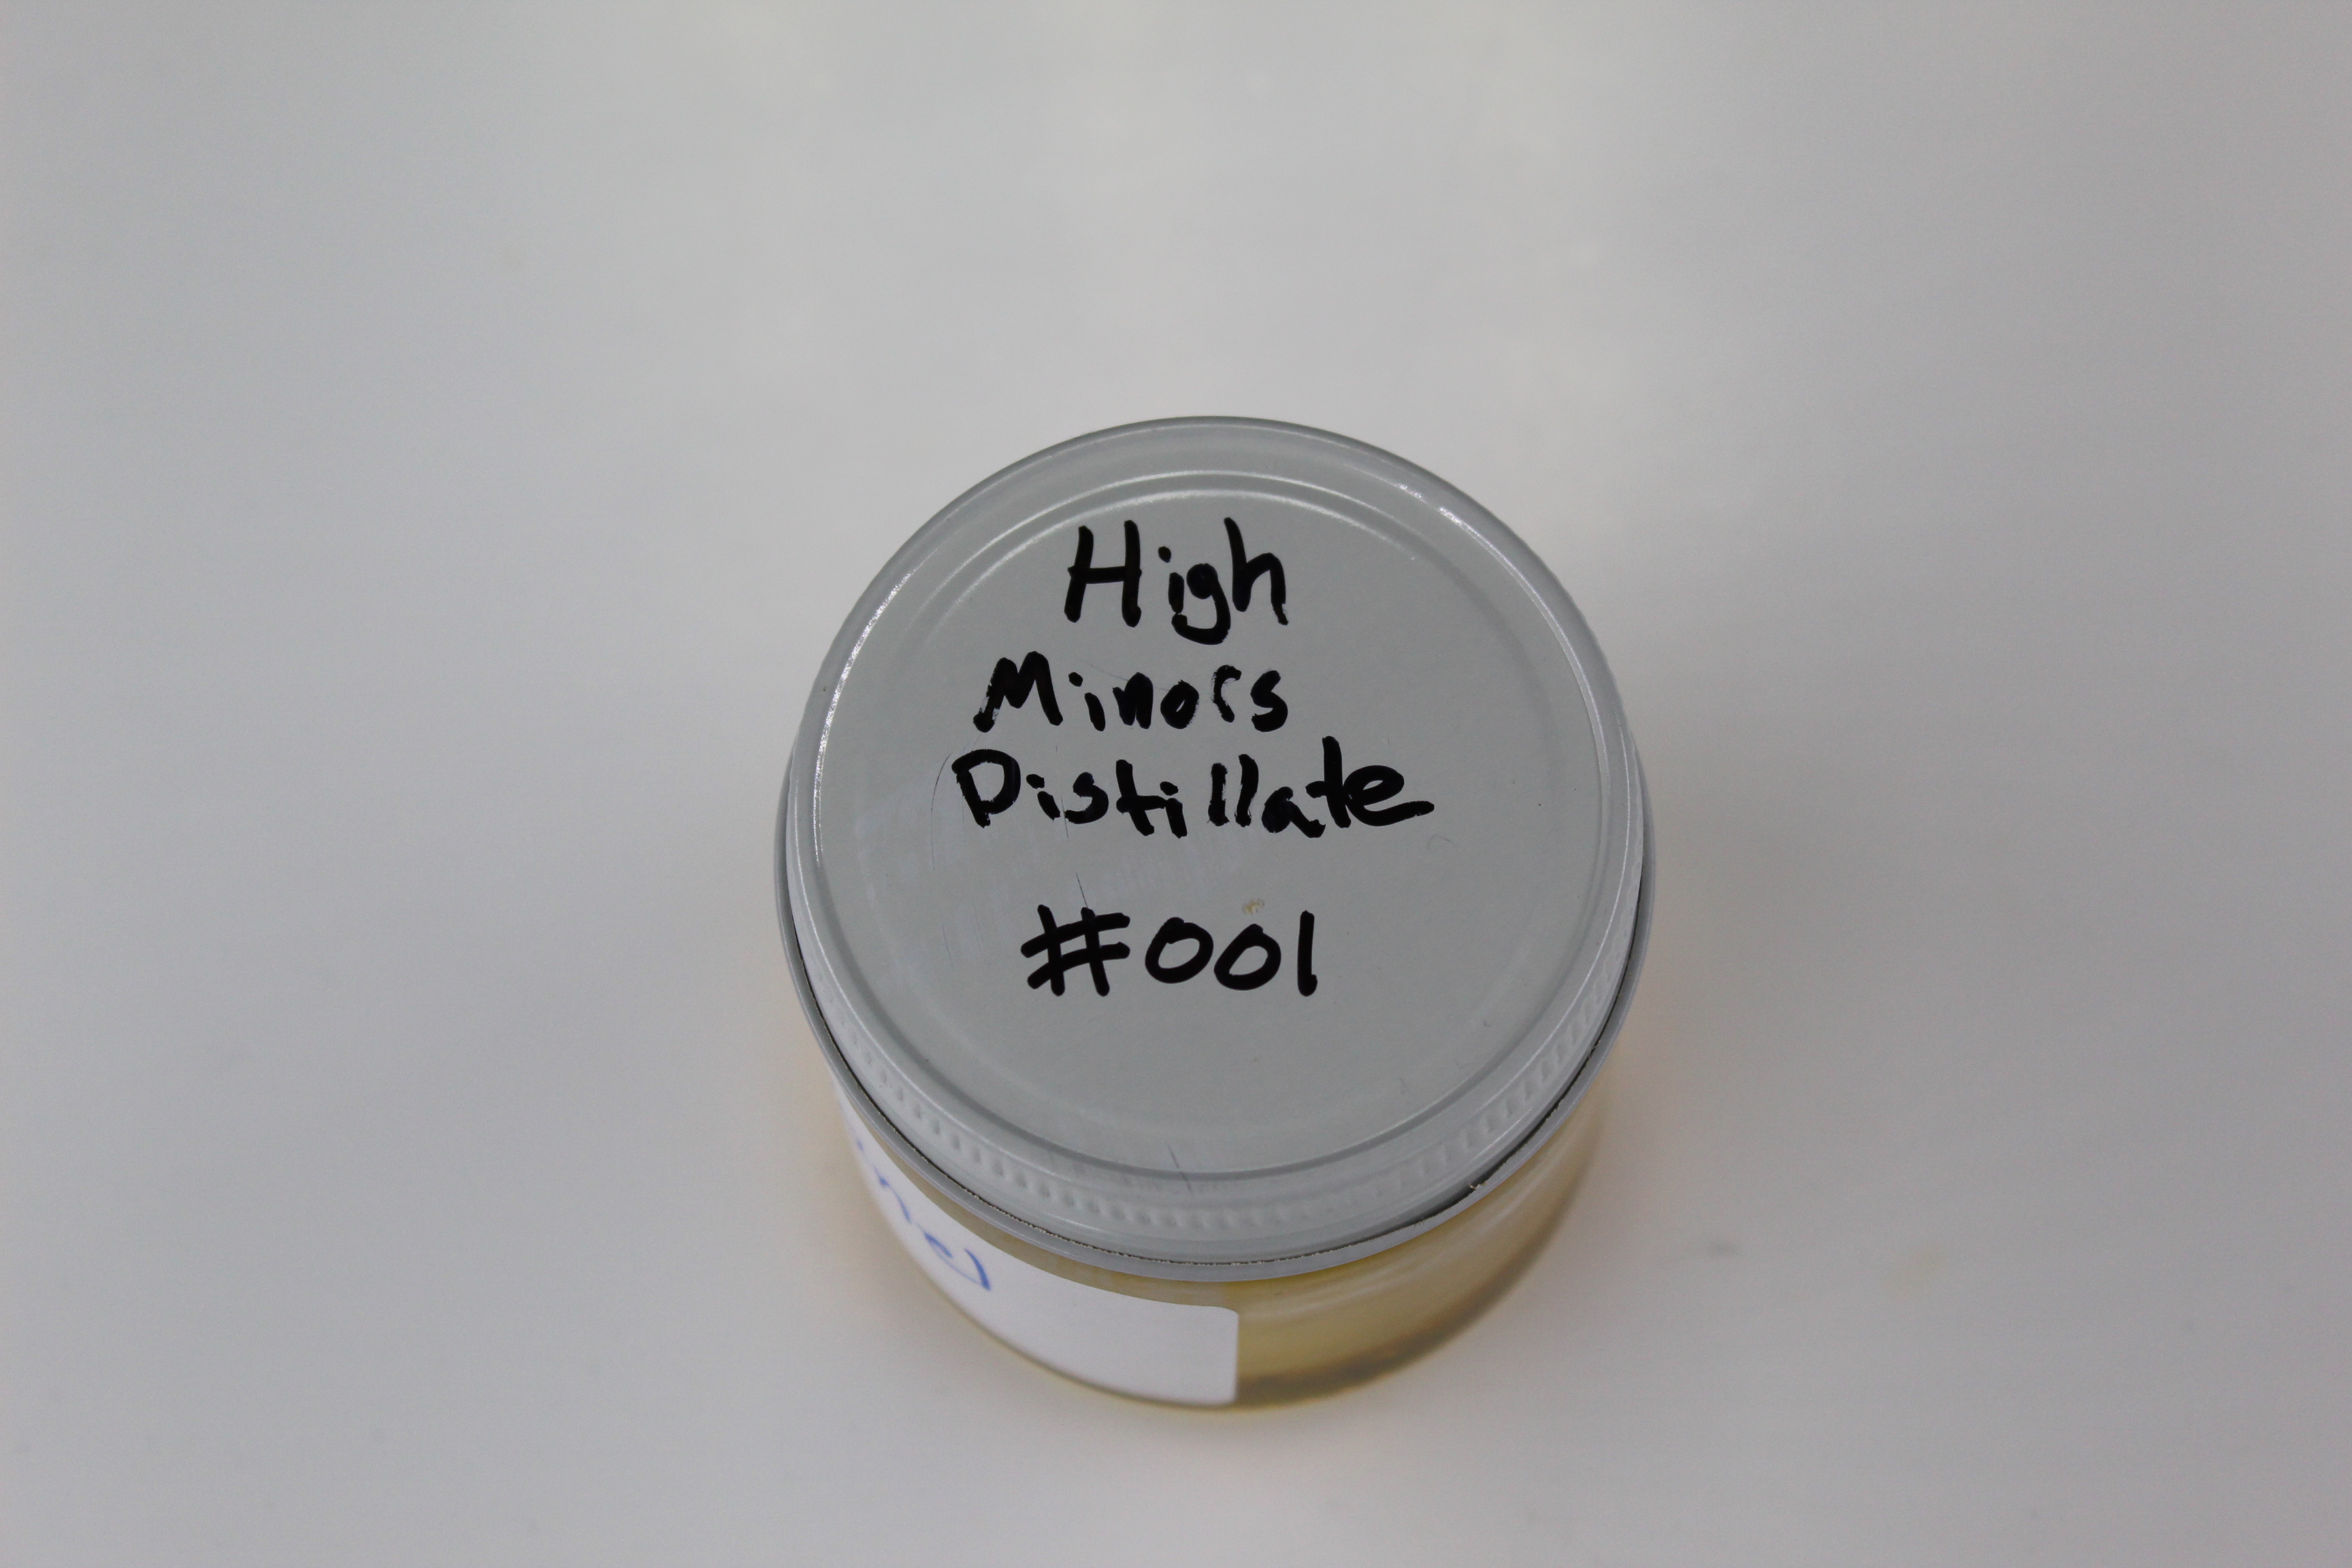 High
Minors
Distillate
#001